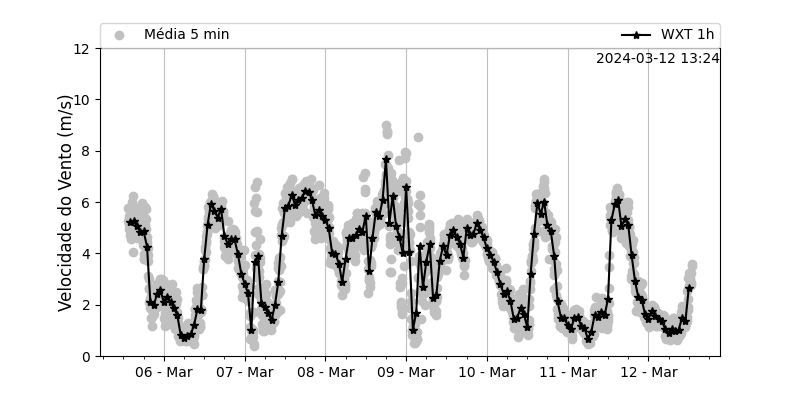 Média 5 min
WXT 1h
2024-03-12 13:24
Velocidade do Vento (m/s)
12
10
8
6
4
2
0
06 - Mar
07 - Mar
08 - Mar
09 - Mar
10 - Mar
11 - Mar
12 - Mar